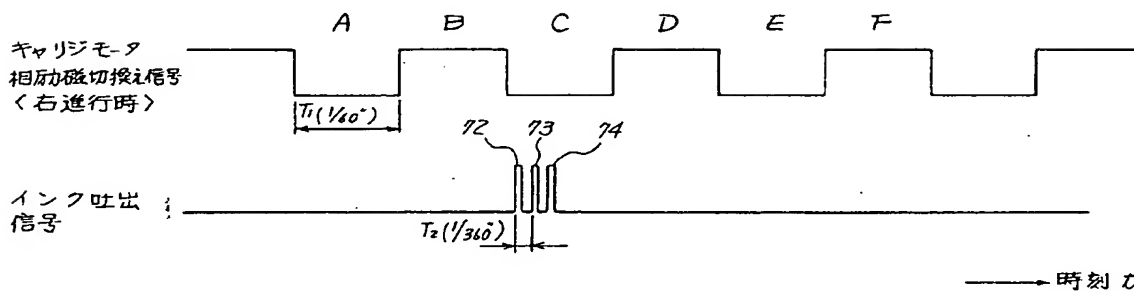 A B C D E F
キャリジモータ
相励磁切換え信号
<右進行時>
T1(1/60")
72 73 74
インク吐出
信号
T2(1/360")
時刻 t